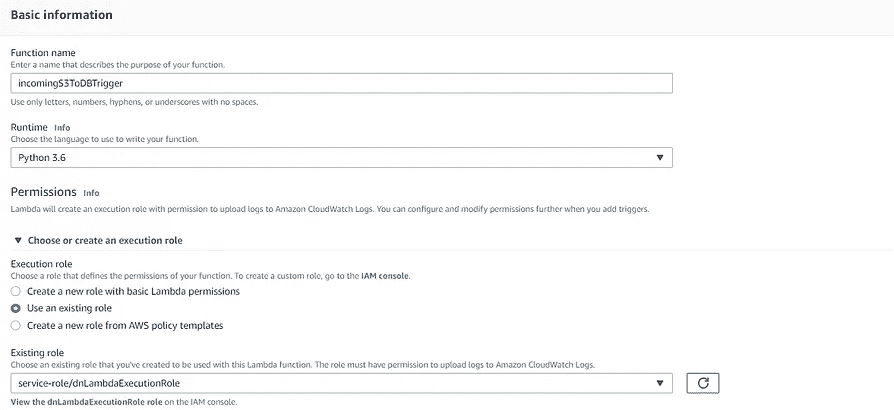 Basic information
Function name
Enter a name that describes the purpose of your function.
incomingS3ToDBTrigger
Use only letters, numbers, hyphens, or underscores with no spaces.
Runtime Info
Choose the language to use to write your function.
Python 3.6
Permissions Info
Lambda will create an execution role with permission to upload logs to Amazon CloudWatch Logs. You can configure and modify permissions further when you add triggers.
Choose or create an execution role
Execution role
Choose a role that defines the permissions of your function. To create a custom role, go to the IAM console.
Create a new role with basic Lambda permissions
Use an existing role
Create a new role from AWS policy templates
Existing role
Choose an existing role that you've created to be used with this Lambda function. The role must have permission to upload logs to Amazon CloudWatch Logs.
service-role/dnLambdaExecutionRole
View the dnLambdaExecutionRole role on the IAM console.